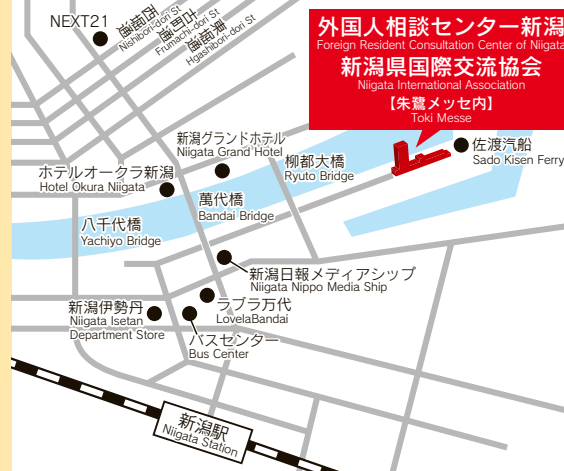 NEXT21
西堀通
Nishibori-dori St
古町通
Frumachi-dori St
東堀通
Hgashibori-dori St
外国人相談センター新潟
Foreign Resident Consultation Center of Niigata
新潟県国際交流協会
Niigata International Association
【朱鷺メッセ内】
Toki Messe
佐渡汽船
Sado Kisen Ferry
新潟グランドホテル
Niigata Grand Hotel
柳都大橋
Ryuto Bridge
ホテルオークラ新潟
Hotel Okura Niigata
萬代橋
Bandai Bridge
八千代橋
Yachiyo Bridge
新潟日報メディアシップ
Niigata Nippo Media Ship
ラブラ万代
LovelaBandai
新潟伊勢丹
Niigata Isetan
Department Store
バスセンター
Bus Center
新潟駅
Niigata Station